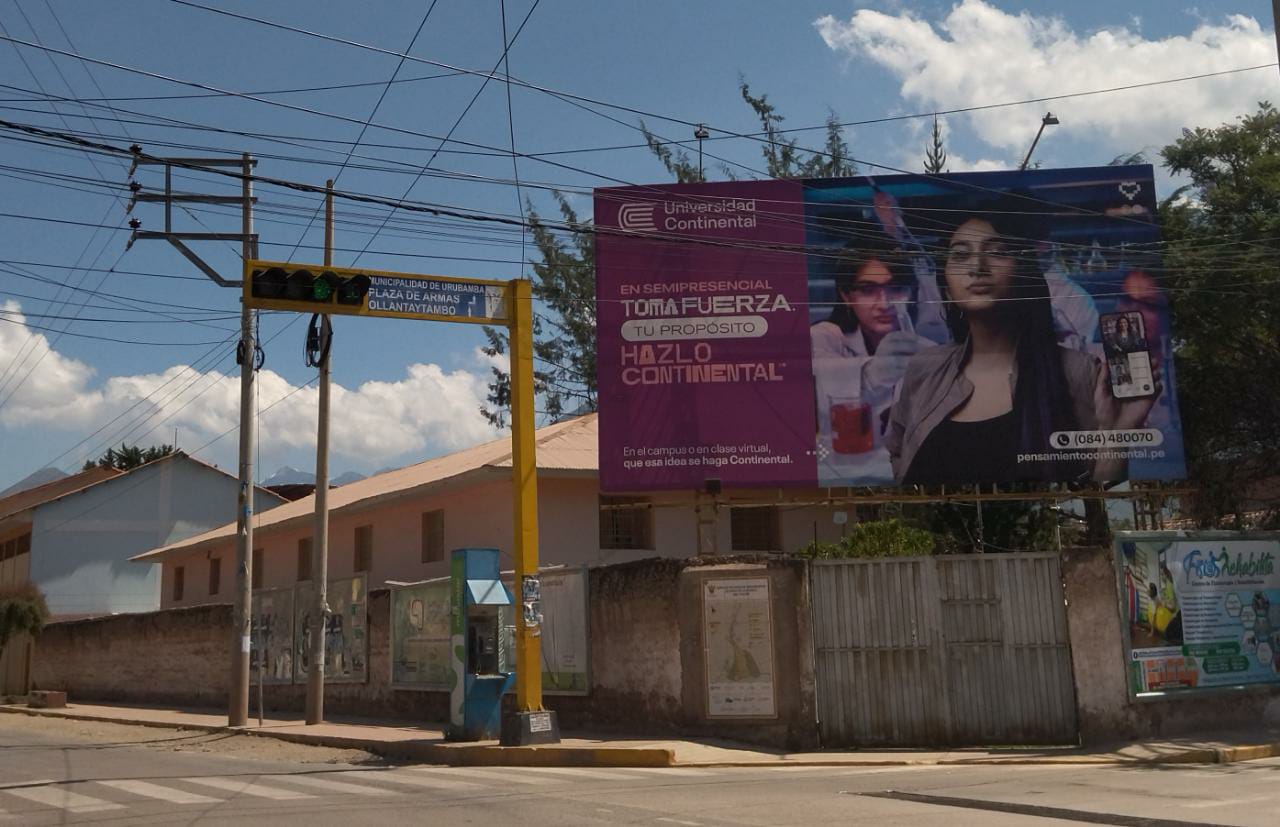 MUNICIPALIDAD DE URUBAMBA
PLAZA DE ARMAS
OLLANTAYTAMBO
Universidad
Continental
EN SEMIPRESENCIAL
TOMA FUERZA.
TU PROPÓSITO
HAZLO
CONTINENTAL
En el campus o en clase virtual,
que esa idea se haga Continental.
(084) 480070
pensamientocontinental.pe